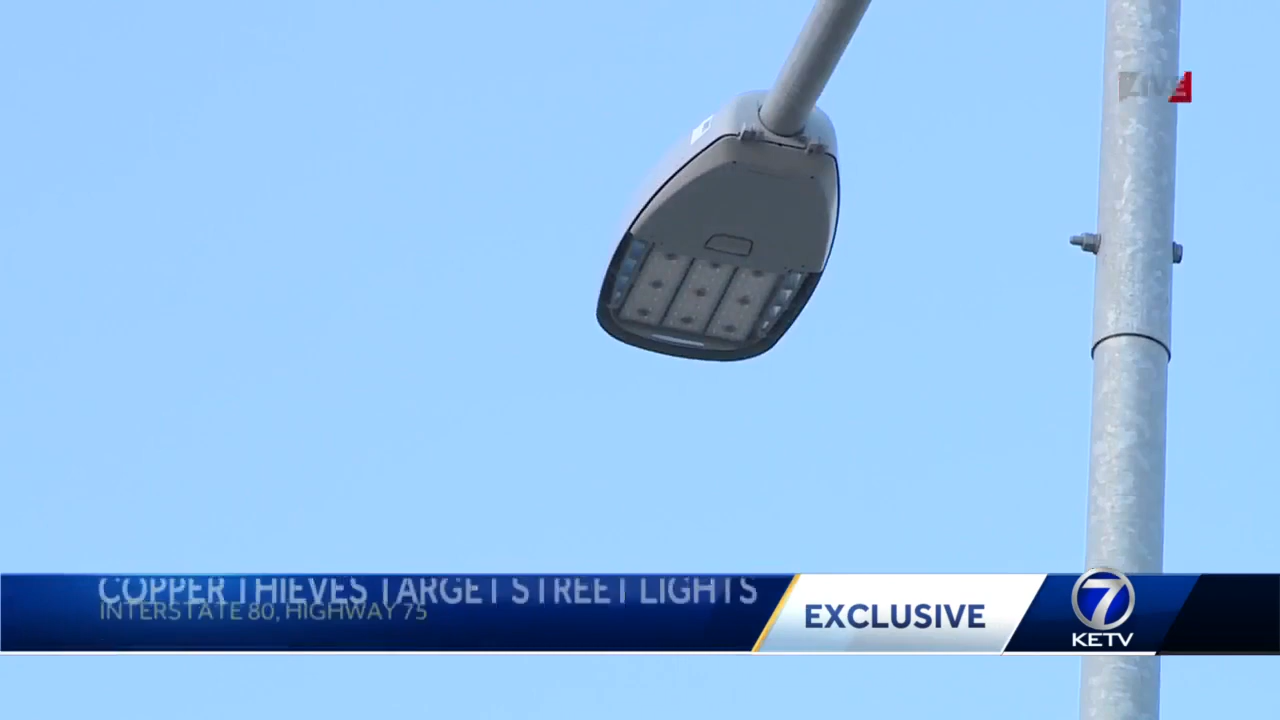 LIVE
COPPER THIEVES TARGET STREET LIGHTS
INTERSTATE 80, HIGHWAY 75
EXCLUSIVE
7
KETV